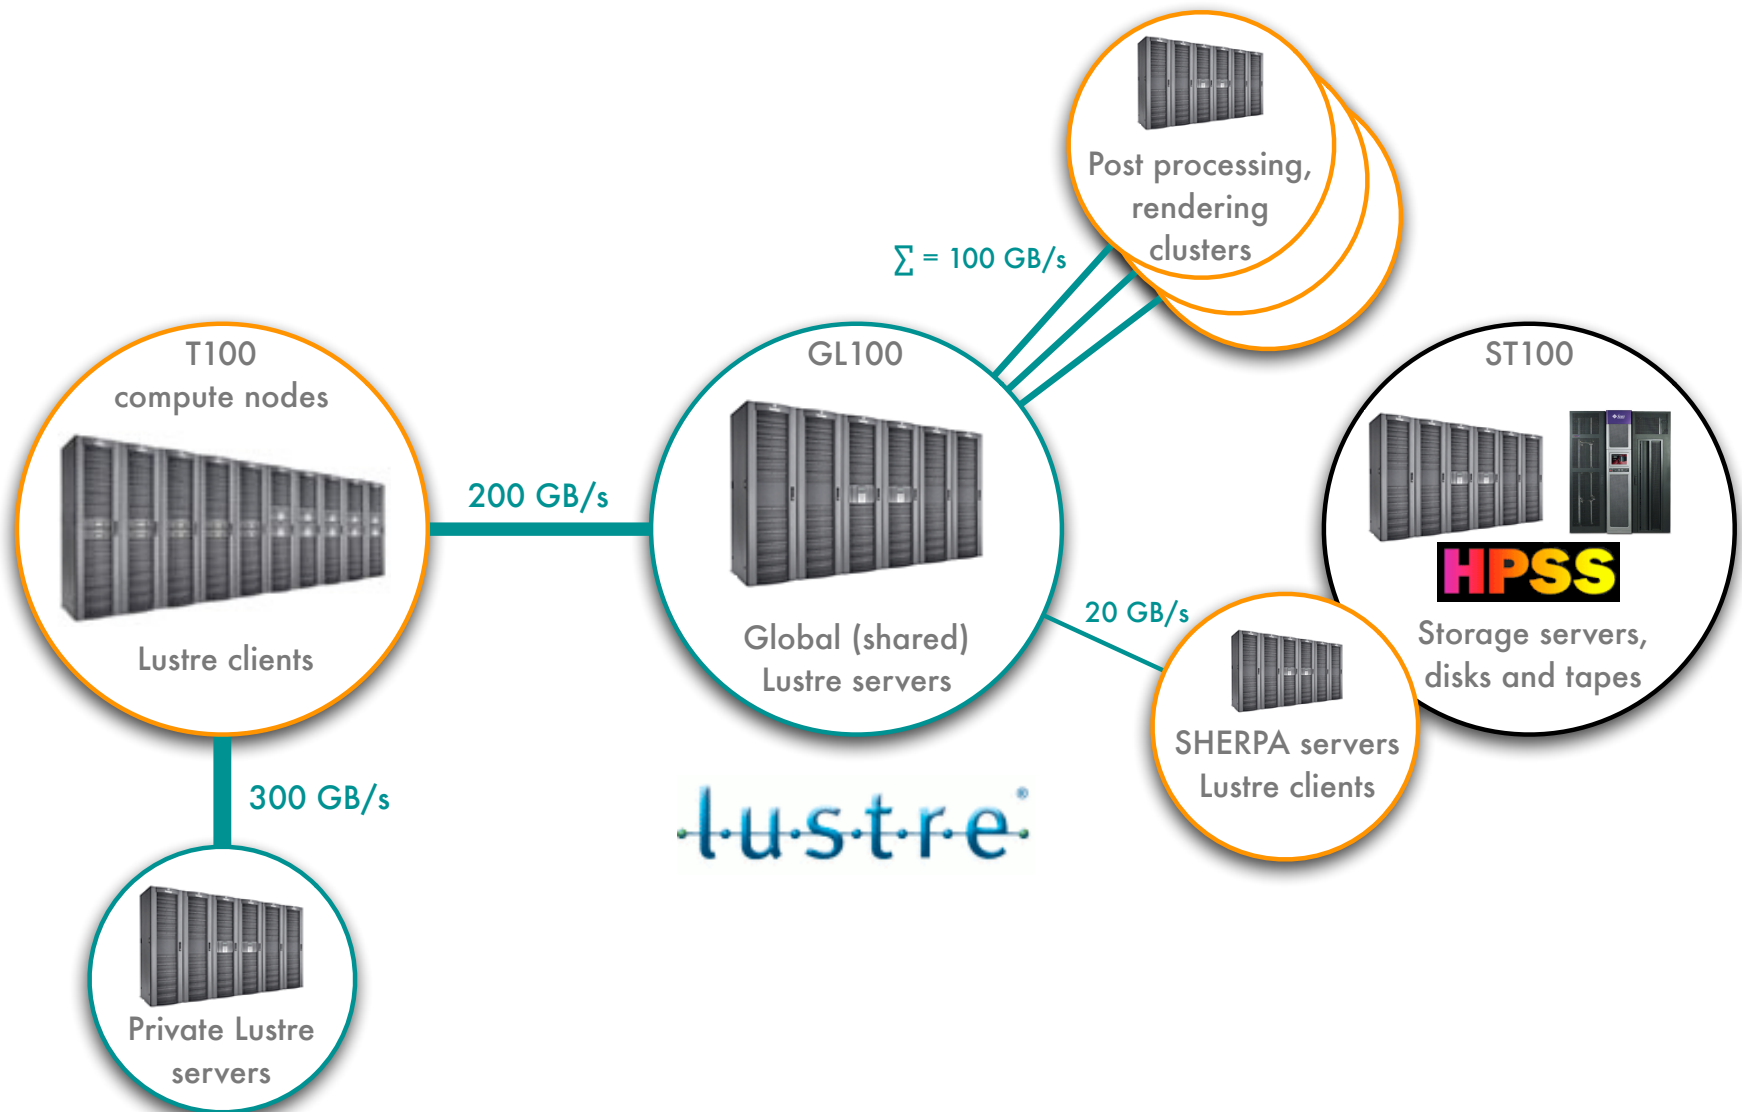 Post processing,
rendering
clusters
∑ = 100 GB/s
T100
compute nodes
Lustre clients
200 GB/s
GL100
Global (shared)
Lustre servers
ST100
HPSS
Storage servers,
disks and tapes
20 GB/s
SHERPA servers
Lustre clients
300 GB/s
l·u·s·t·r·e®
Private Lustre
servers